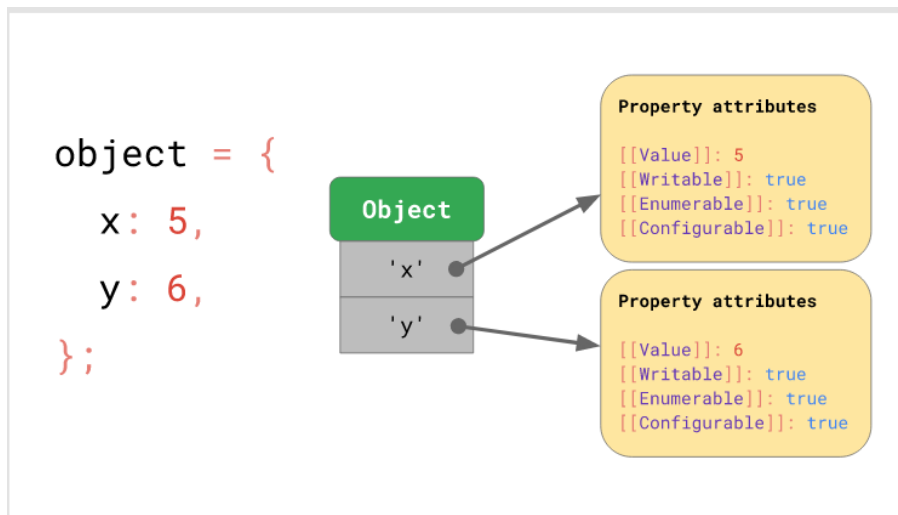 object = {
  x: 5,
  y: 6,
};
Object
'x'
'y'
Property attributes
[[Value]]: 5
[[Writable]]: true
[[Enumerable]]: true
[[Configurable]]: true
Property attributes
[[Value]]: 6
[[Writable]]: true
[[Enumerable]]: true
[[Configurable]]: true